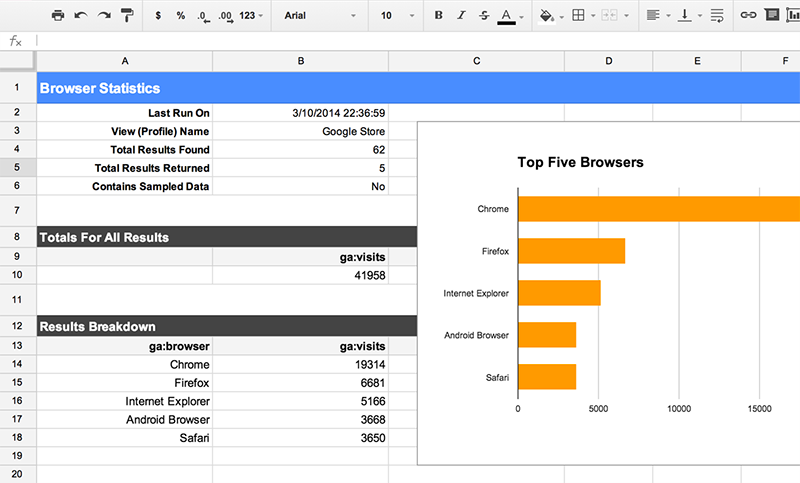 $ % .0 .00 123 Arial 10 B I S A
fx
A B C D E F
1 Browser Statistics
2 Last Run On 3/10/2014 22:36:59
3 View (Profile) Name Google Store
4 Total Results Found 62
5 Total Results Returned 5
6 Contains Sampled Data No
7
8 Totals For All Results
9 ga:visits
10 41958
11
12 Results Breakdown
13 ga:browser ga:visits
14 Chrome 19314
15 Firefox 6681
16 Internet Explorer 5166
17 Android Browser 3668
18 Safari 3650
19
20
Top Five Browsers
Chrome
Firefox
Internet Explorer
Android Browser
Safari
0 5000 10000 15000